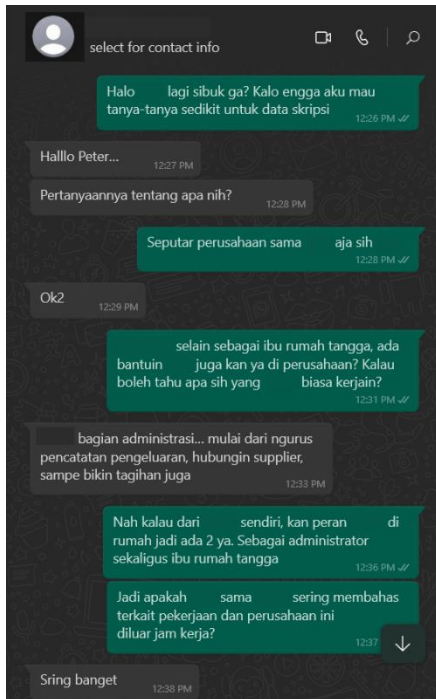 select for contact info
Halo lagi sibuk ga? Kalo engga aku mau
tanya-tanya sedikit untuk data skripsi
12:26 PM
Halllo Peter...
12:27 PM
Pertanyaannya tentang apa nih?
12:28 PM
Seputar perusahaan sama aja sih
12:28 PM
Ok2
12:29 PM
selain sebagai ibu rumah tangga, ada
bantuin juga kan ya di perusahaan? Kalau
boleh tahu apa sih yang biasa kerjain?
12:31 PM
bagian administrasi... mulai dari ngurus
pencatatan pengeluaran, hubungin supplier,
sampe bikin tagihan juga
12:33 PM
Nah kalau dari sendiri, kan peran di
rumah jadi ada 2 ya. Sebagai administrator
sekaligus ibu rumah tangga
12:36 PM
Jadi apakah sama sering membahas
terkait pekerjaan dan perusahaan ini
diluar jam kerja?
12:37
Sring banget
12:38 PM